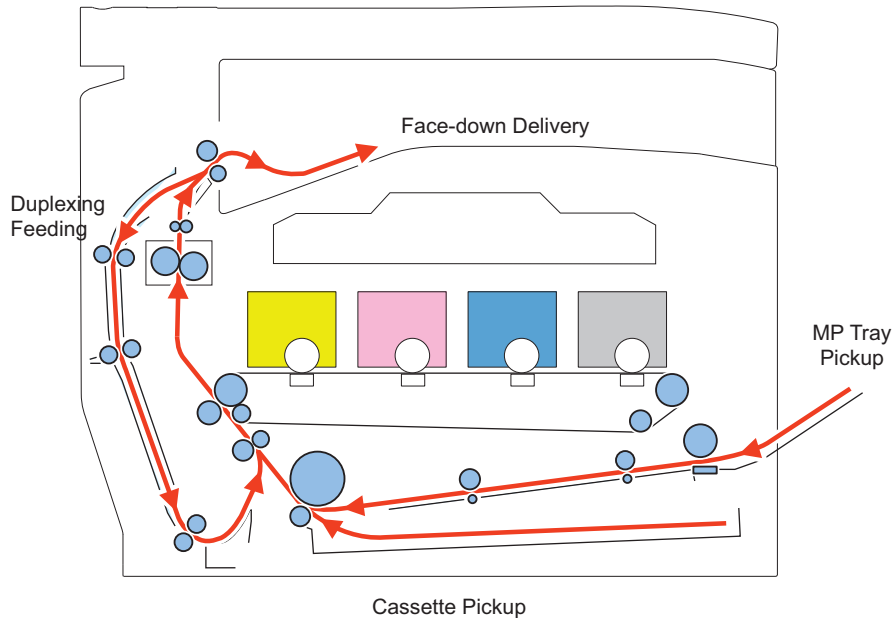 Face-down Delivery
Duplexing
Feeding
MP Tray
Pickup
Cassette Pickup